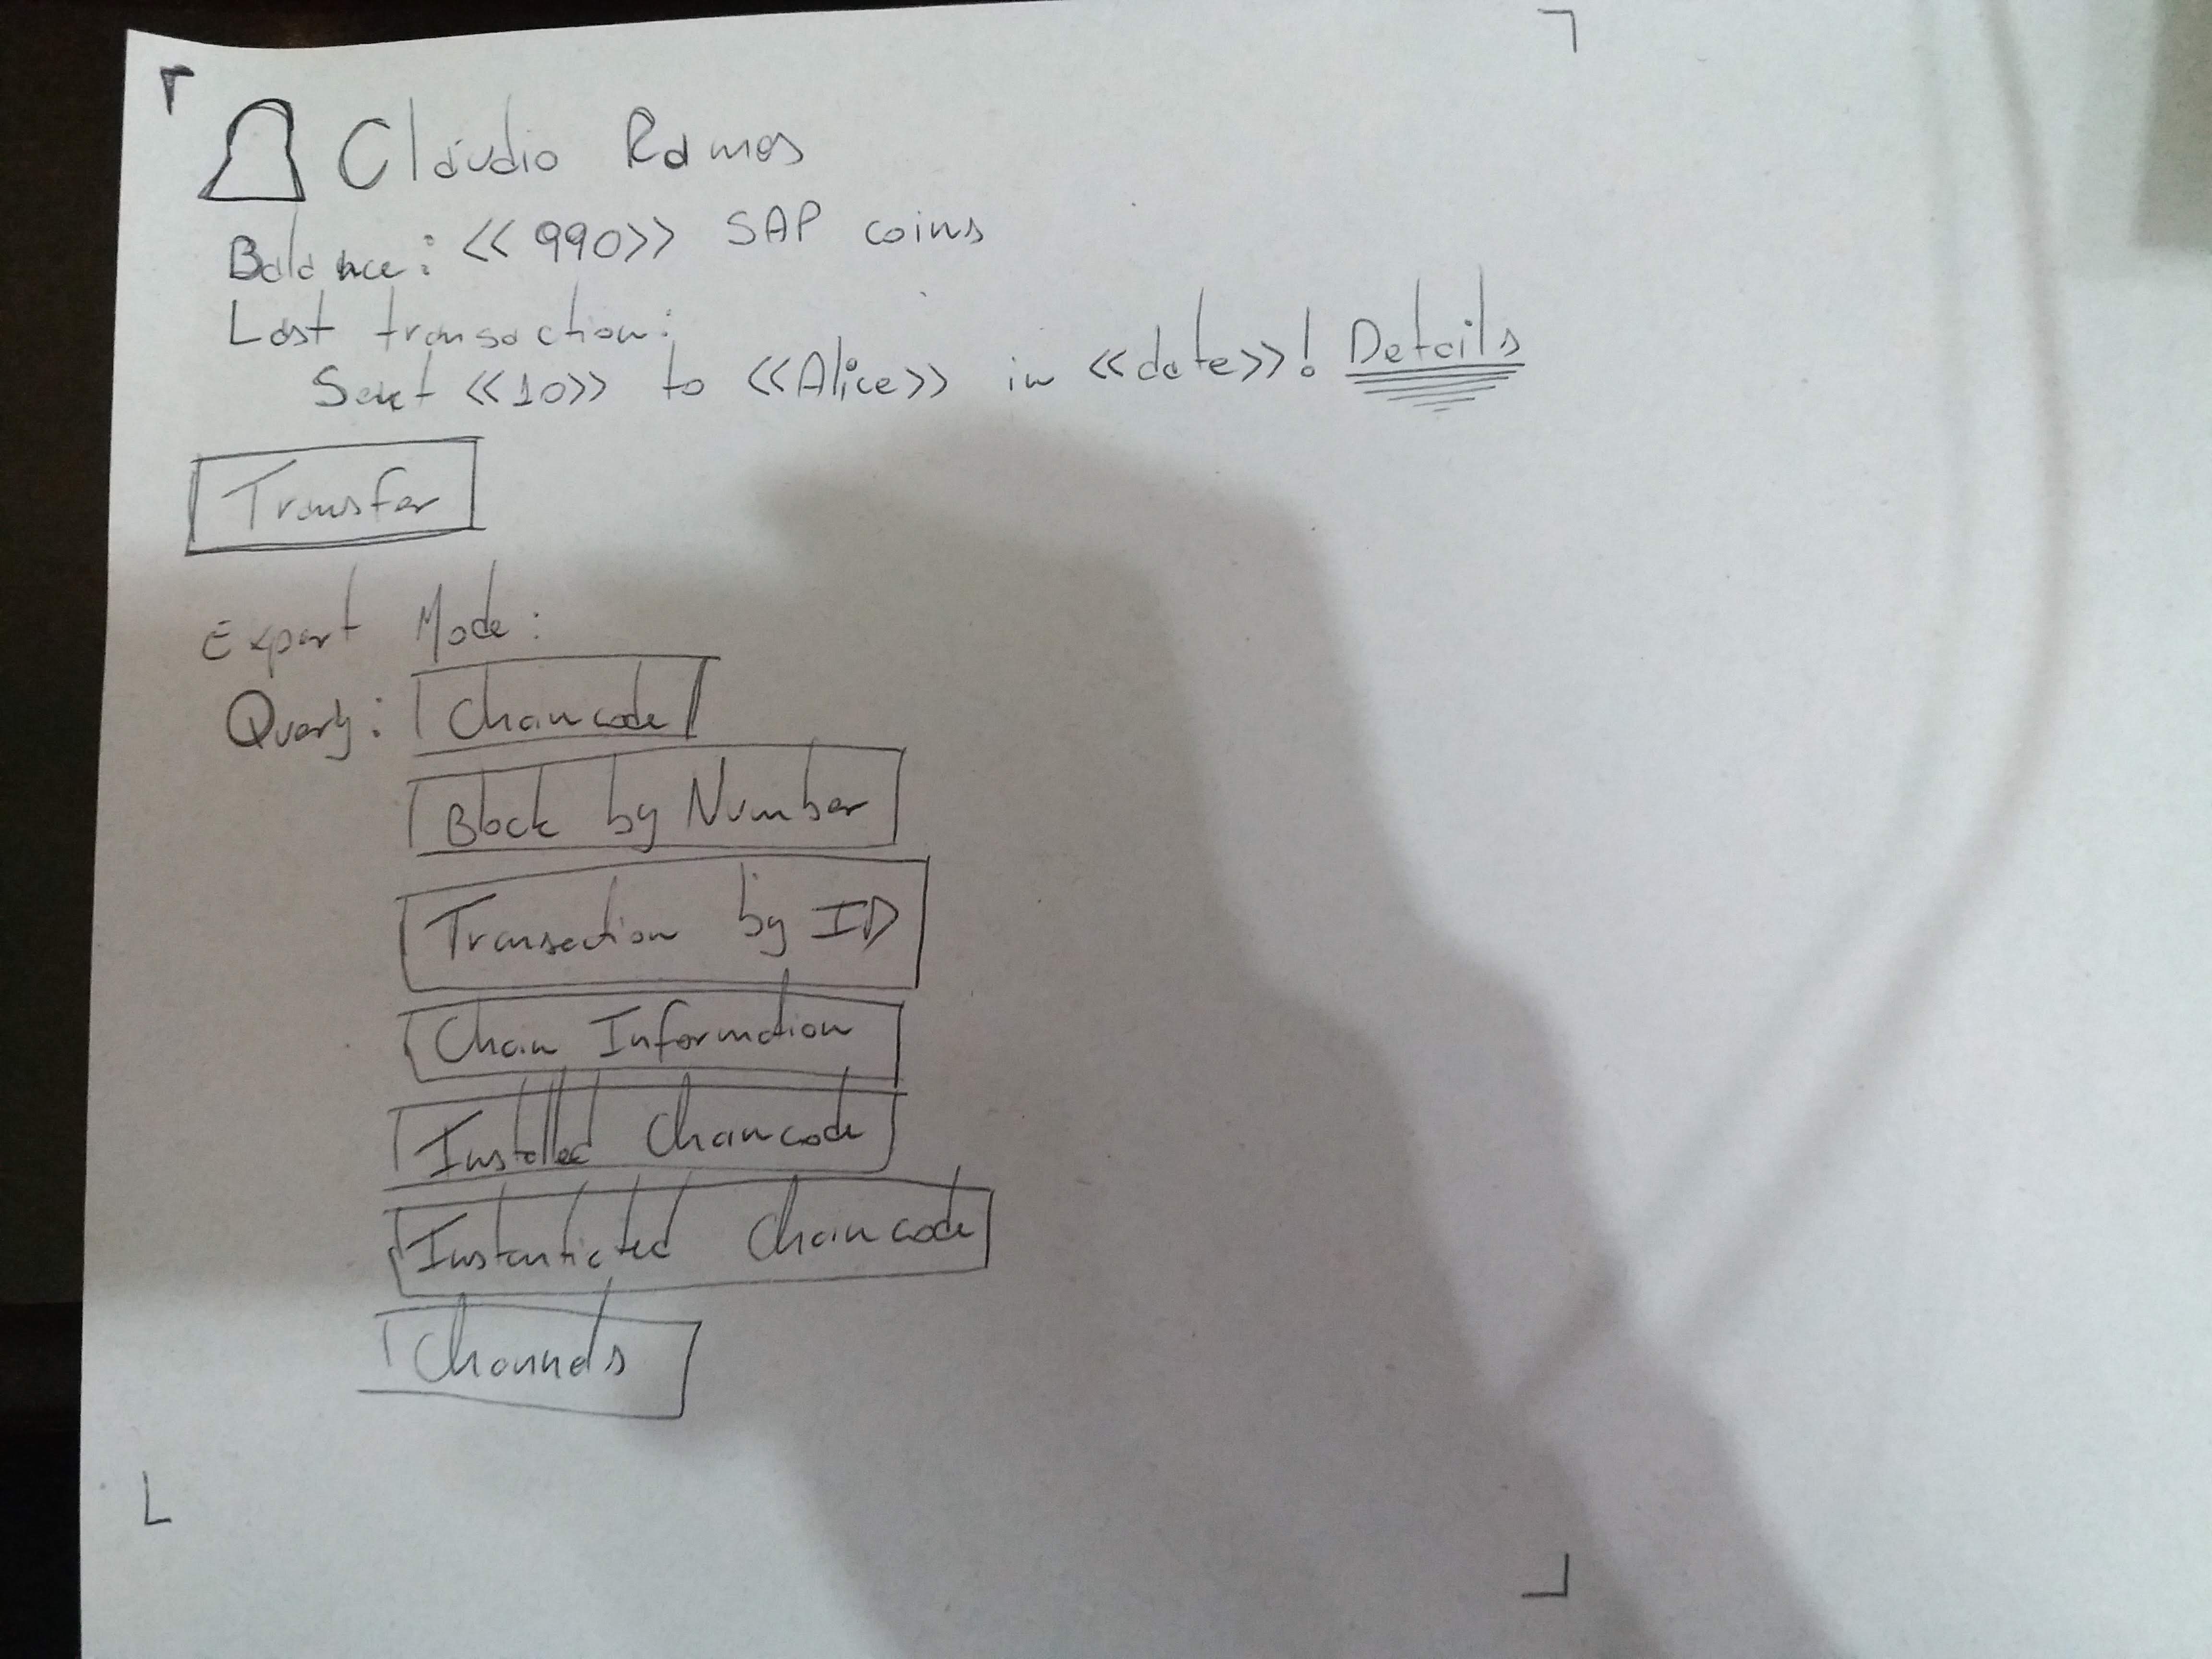 Cláudio Ramos
Balance: <<990>> SAP coins
Last transaction:
Sent <<10>> to <<Alice>> in <<date>>! Details
Transfer
Expert Mode:
Query: Chaincode
Block by Number
Transaction by ID
Chain Information
Installed Chaincode
Instantiated Chaincode
Channels